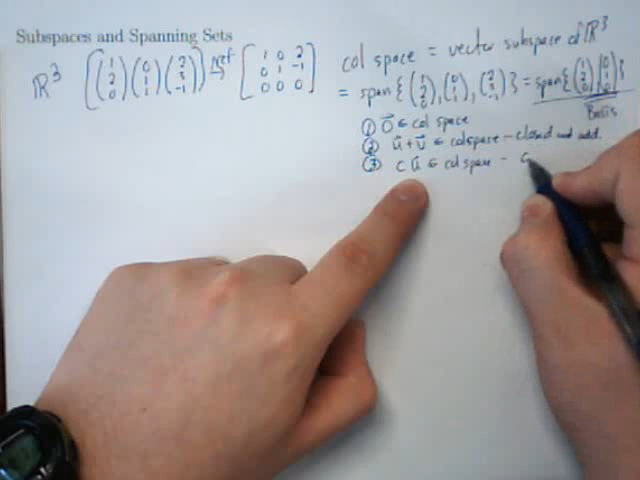 Subspaces and Spanning Sets
ℝ³ [(1 2 0) (0 1 1) (2 3 -1)] rref → [1 0 2; 0 1 -1; 0 0 0]
col space = vector subspace of ℝ³
= span{(1 2 0), (0 1 1), (2 3 -1)} = span{(1 2 0) (0 1 1)}
Basis
① 0⃗ ∈ col space
② u⃗ + v⃗ ∈ colspace - closed und add.
③ c u⃗ ∈ col space - c